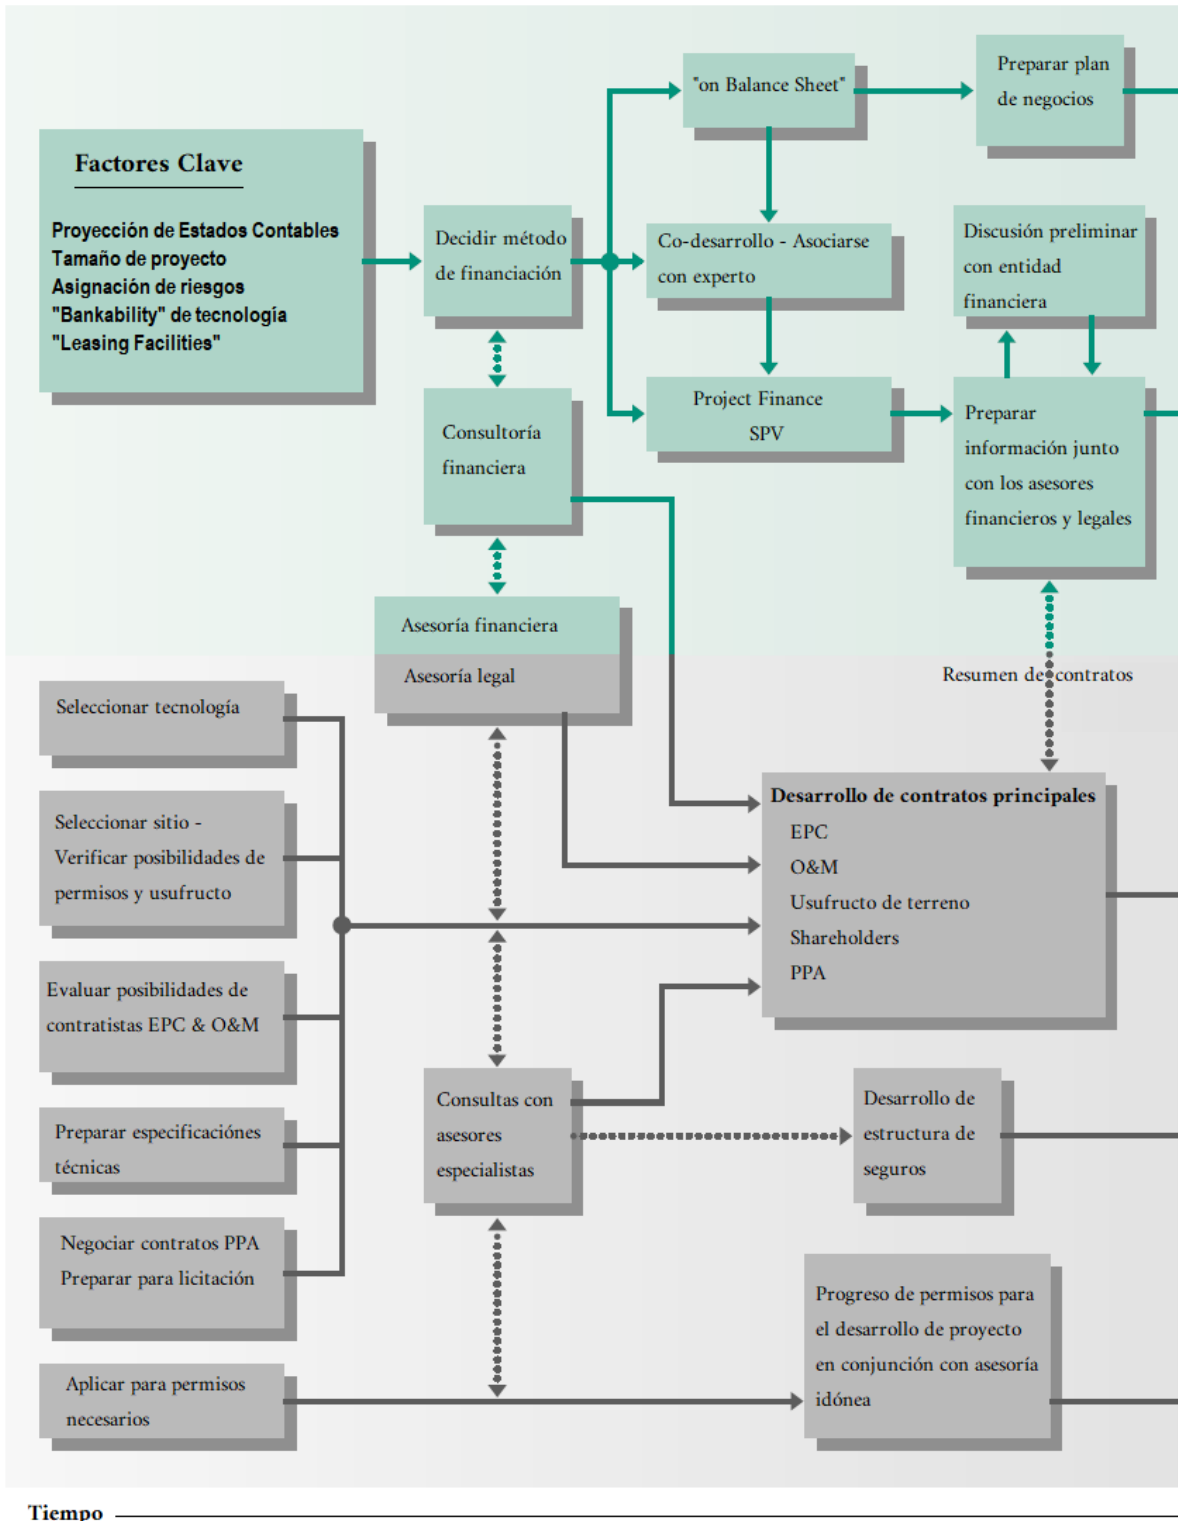 "on Balance Sheet"
Preparar plan
de negocios
Factores Clave
Proyección de Estados Contables
Tamaño de proyecto
Asignación de riesgos
"Bankability" de tecnología
"Leasing Facilities"
Decidir método
de financiación
Co-desarrollo - Asociarse
con experto
Discusión preliminar
con entidad
financiera
Project Finance
SPV
Consultoría
financiera
Preparar
información junto
con los asesores
financieros y legales
Asesoría financiera
Asesoría legal
Resumen de contratos
Seleccionar tecnología
Seleccionar sitio -
Verificar posibilidades de
permisos y usufructo
Desarrollo de contratos principales
EPC
O&M
Usufructo de terreno
Shareholders
PPA
Evaluar posibilidades de
contratistas EPC & O&M
Consultas con
asesores
especialistas
Desarrollo de
estructura de
seguros
Preparar especificaciónes
técnicas
Negociar contratos PPA
Preparar para licitación
Progreso de permisos para
el desarrollo de proyecto
en conjunción con asesoría
idónea
Aplicar para permisos
necesarios
Tiempo